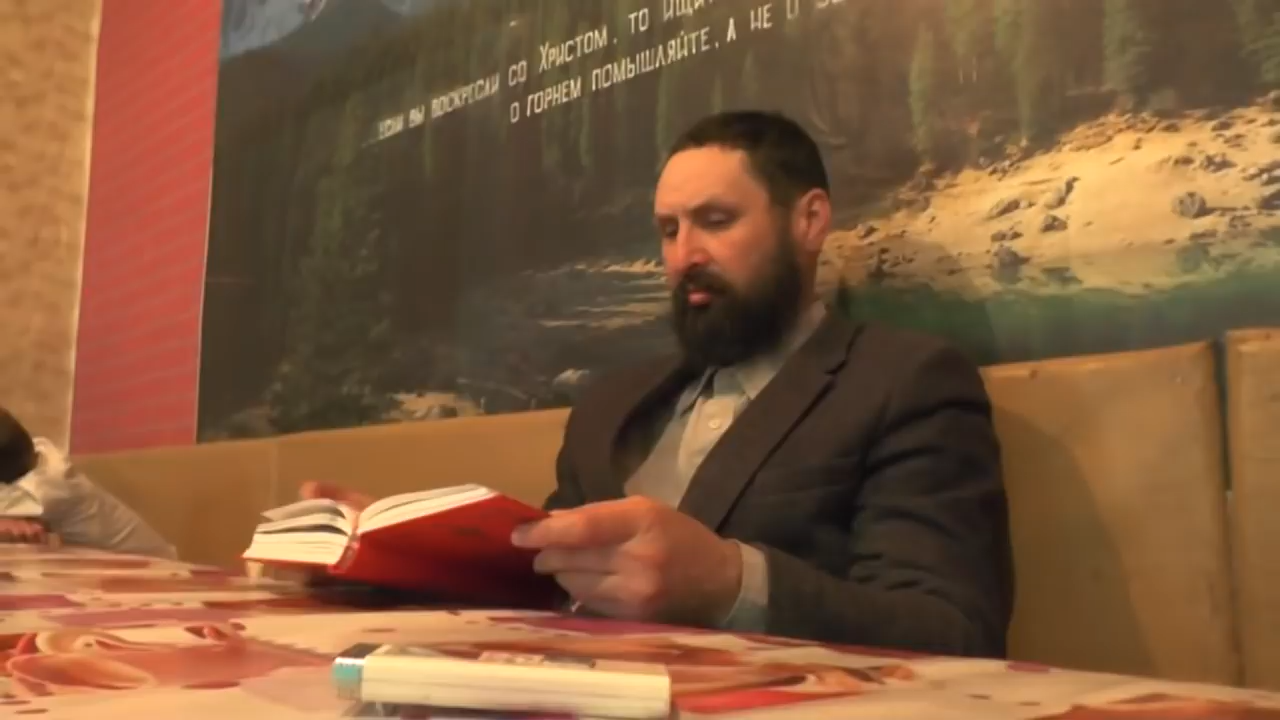 Если вы воскресли со Христом, то ищи
о горнем помышляйте, а не о